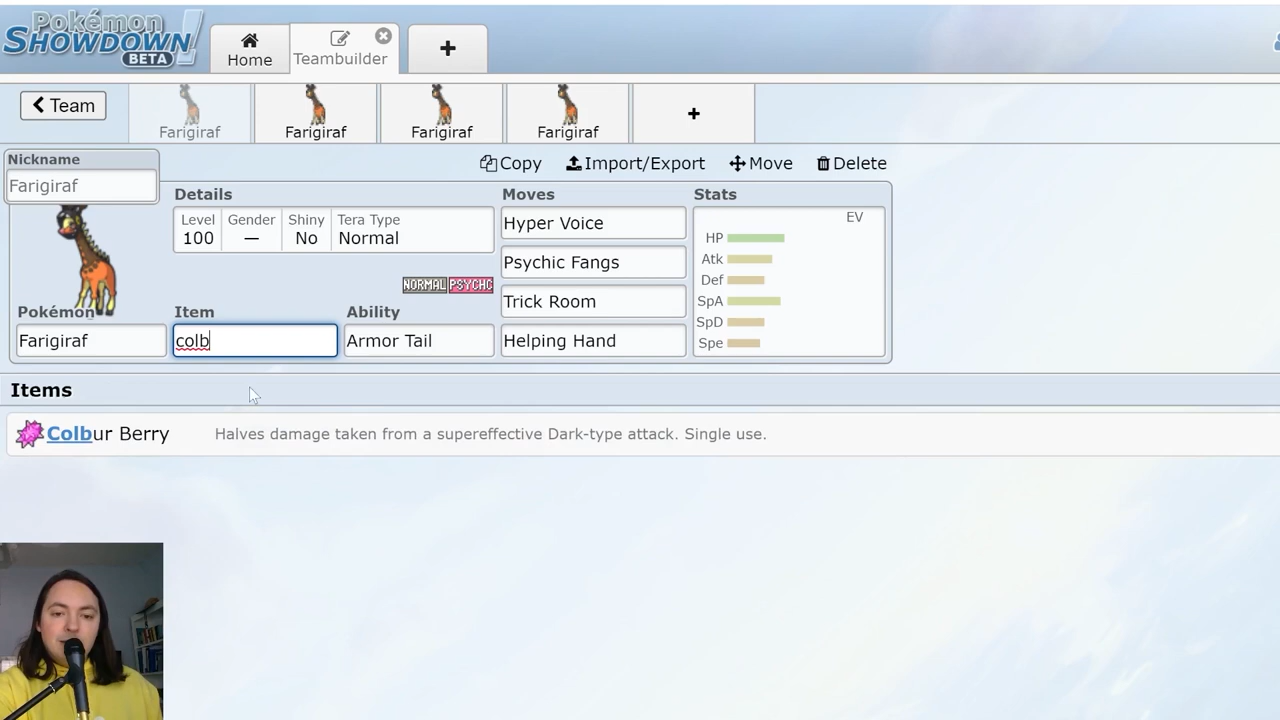 Pokémon
SHOWDOWN!
BETA
Home
Teambuilder
+
Team
Farigiraf
Farigiraf
Farigiraf
Farigiraf
+
Nickname
Farigiraf
Copy
Import/Export
Move
Delete
Details
Level
100
Gender
—
Shiny
No
Tera Type
Normal
NORMAL PSYCHC
Pokémon
Farigiraf
Item
colb
Ability
Armor Tail
Moves
Hyper Voice
Psychic Fangs
Trick Room
Helping Hand
Stats
EV
HP
Atk
Def
SpA
SpD
Spe
Items
Colbur Berry Halves damage taken from a supereffective Dark-type attack. Single use.